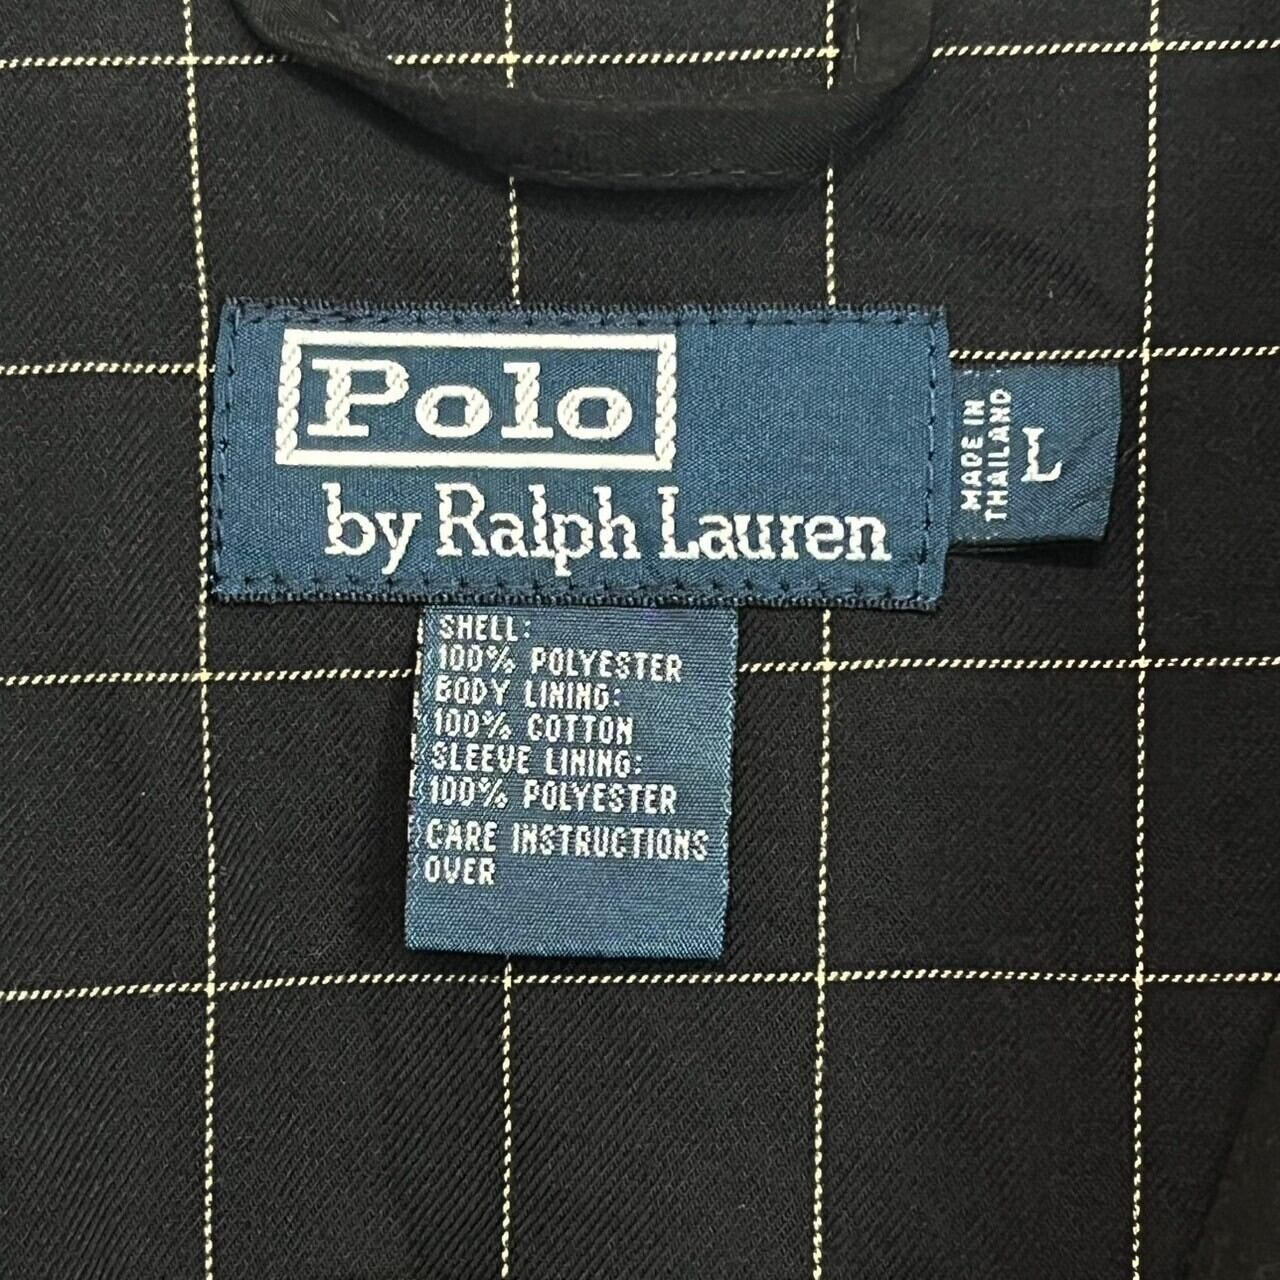 Polo
by Ralph Lauren
MADE IN
THAILAND
L
SHELL:
100% POLYESTER
BODY LINING:
100% COTTON
SLEEVE LINING:
100% POLYESTER
CARE INSTRUCTIONS
OVER